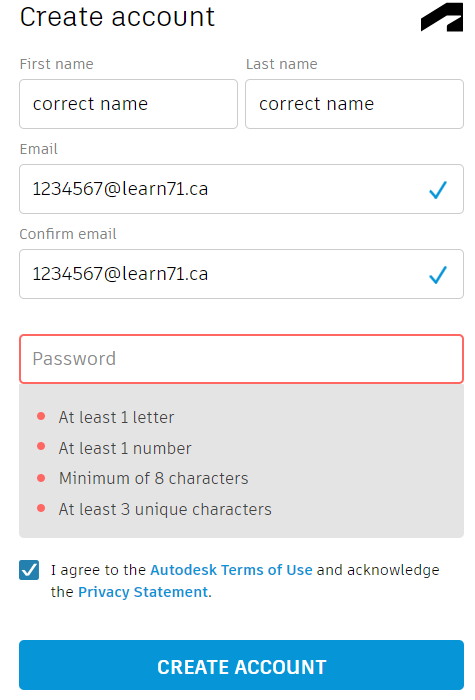 Create account
First name
Last name
correct name
correct name
Email
1234567@learn71.ca
Confirm email
1234567@learn71.ca
Password
At least 1 letter
At least 1 number
Minimum of 8 characters
At least 3 unique characters
I agree to the Autodesk Terms of Use and acknowledge
the Privacy Statement.
CREATE ACCOUNT